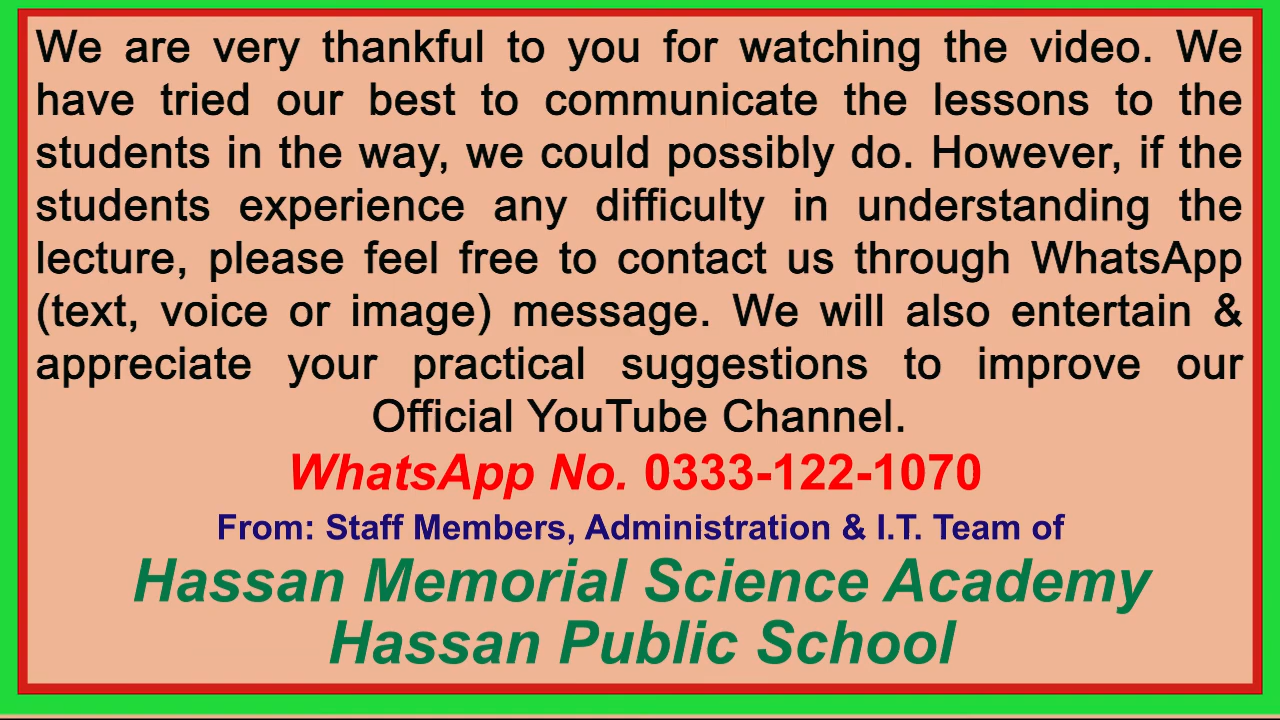 We are very thankful to you for watching the video. We
have tried our best to communicate the lessons to the
students in the way, we could possibly do. However, if the
students experience any difficulty in understanding the
lecture, please feel free to contact us through WhatsApp
(text, voice or image) message. We will also entertain &
appreciate your practical suggestions to improve our
Official YouTube Channel.
WhatsApp No. 0333-122-1070
From: Staff Members, Administration & I.T. Team of
Hassan Memorial Science Academy
Hassan Public School